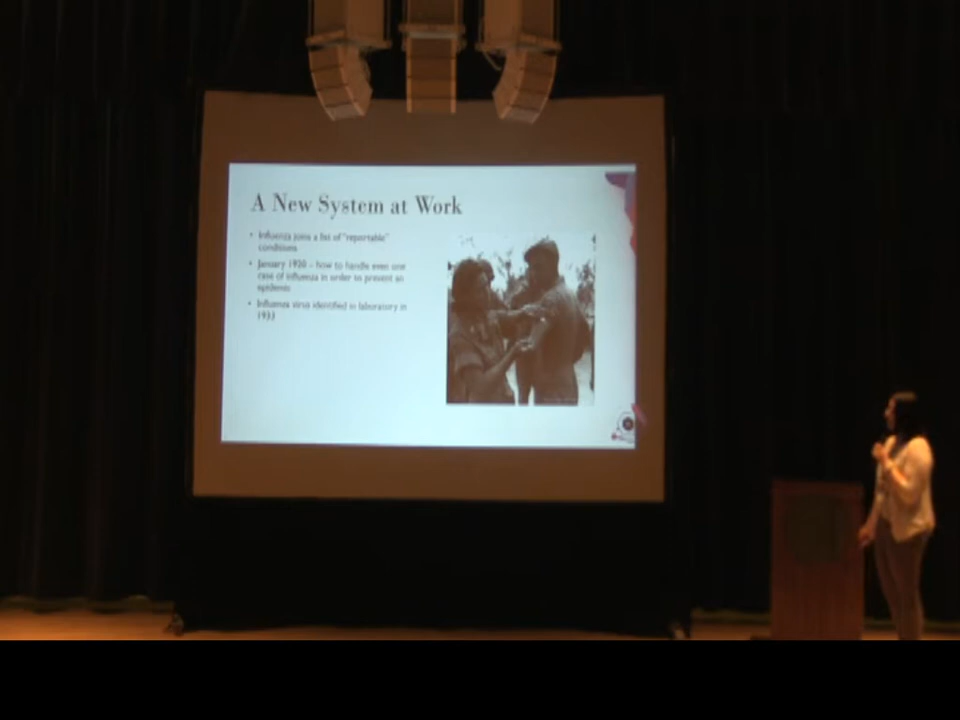 A New System at Work
• Influenza joins a list of "reportable"
conditions
• January 1920 – how to handle even one
case of influenza in order to prevent an
epidemic
• Influenza virus identified in laboratory in
1933